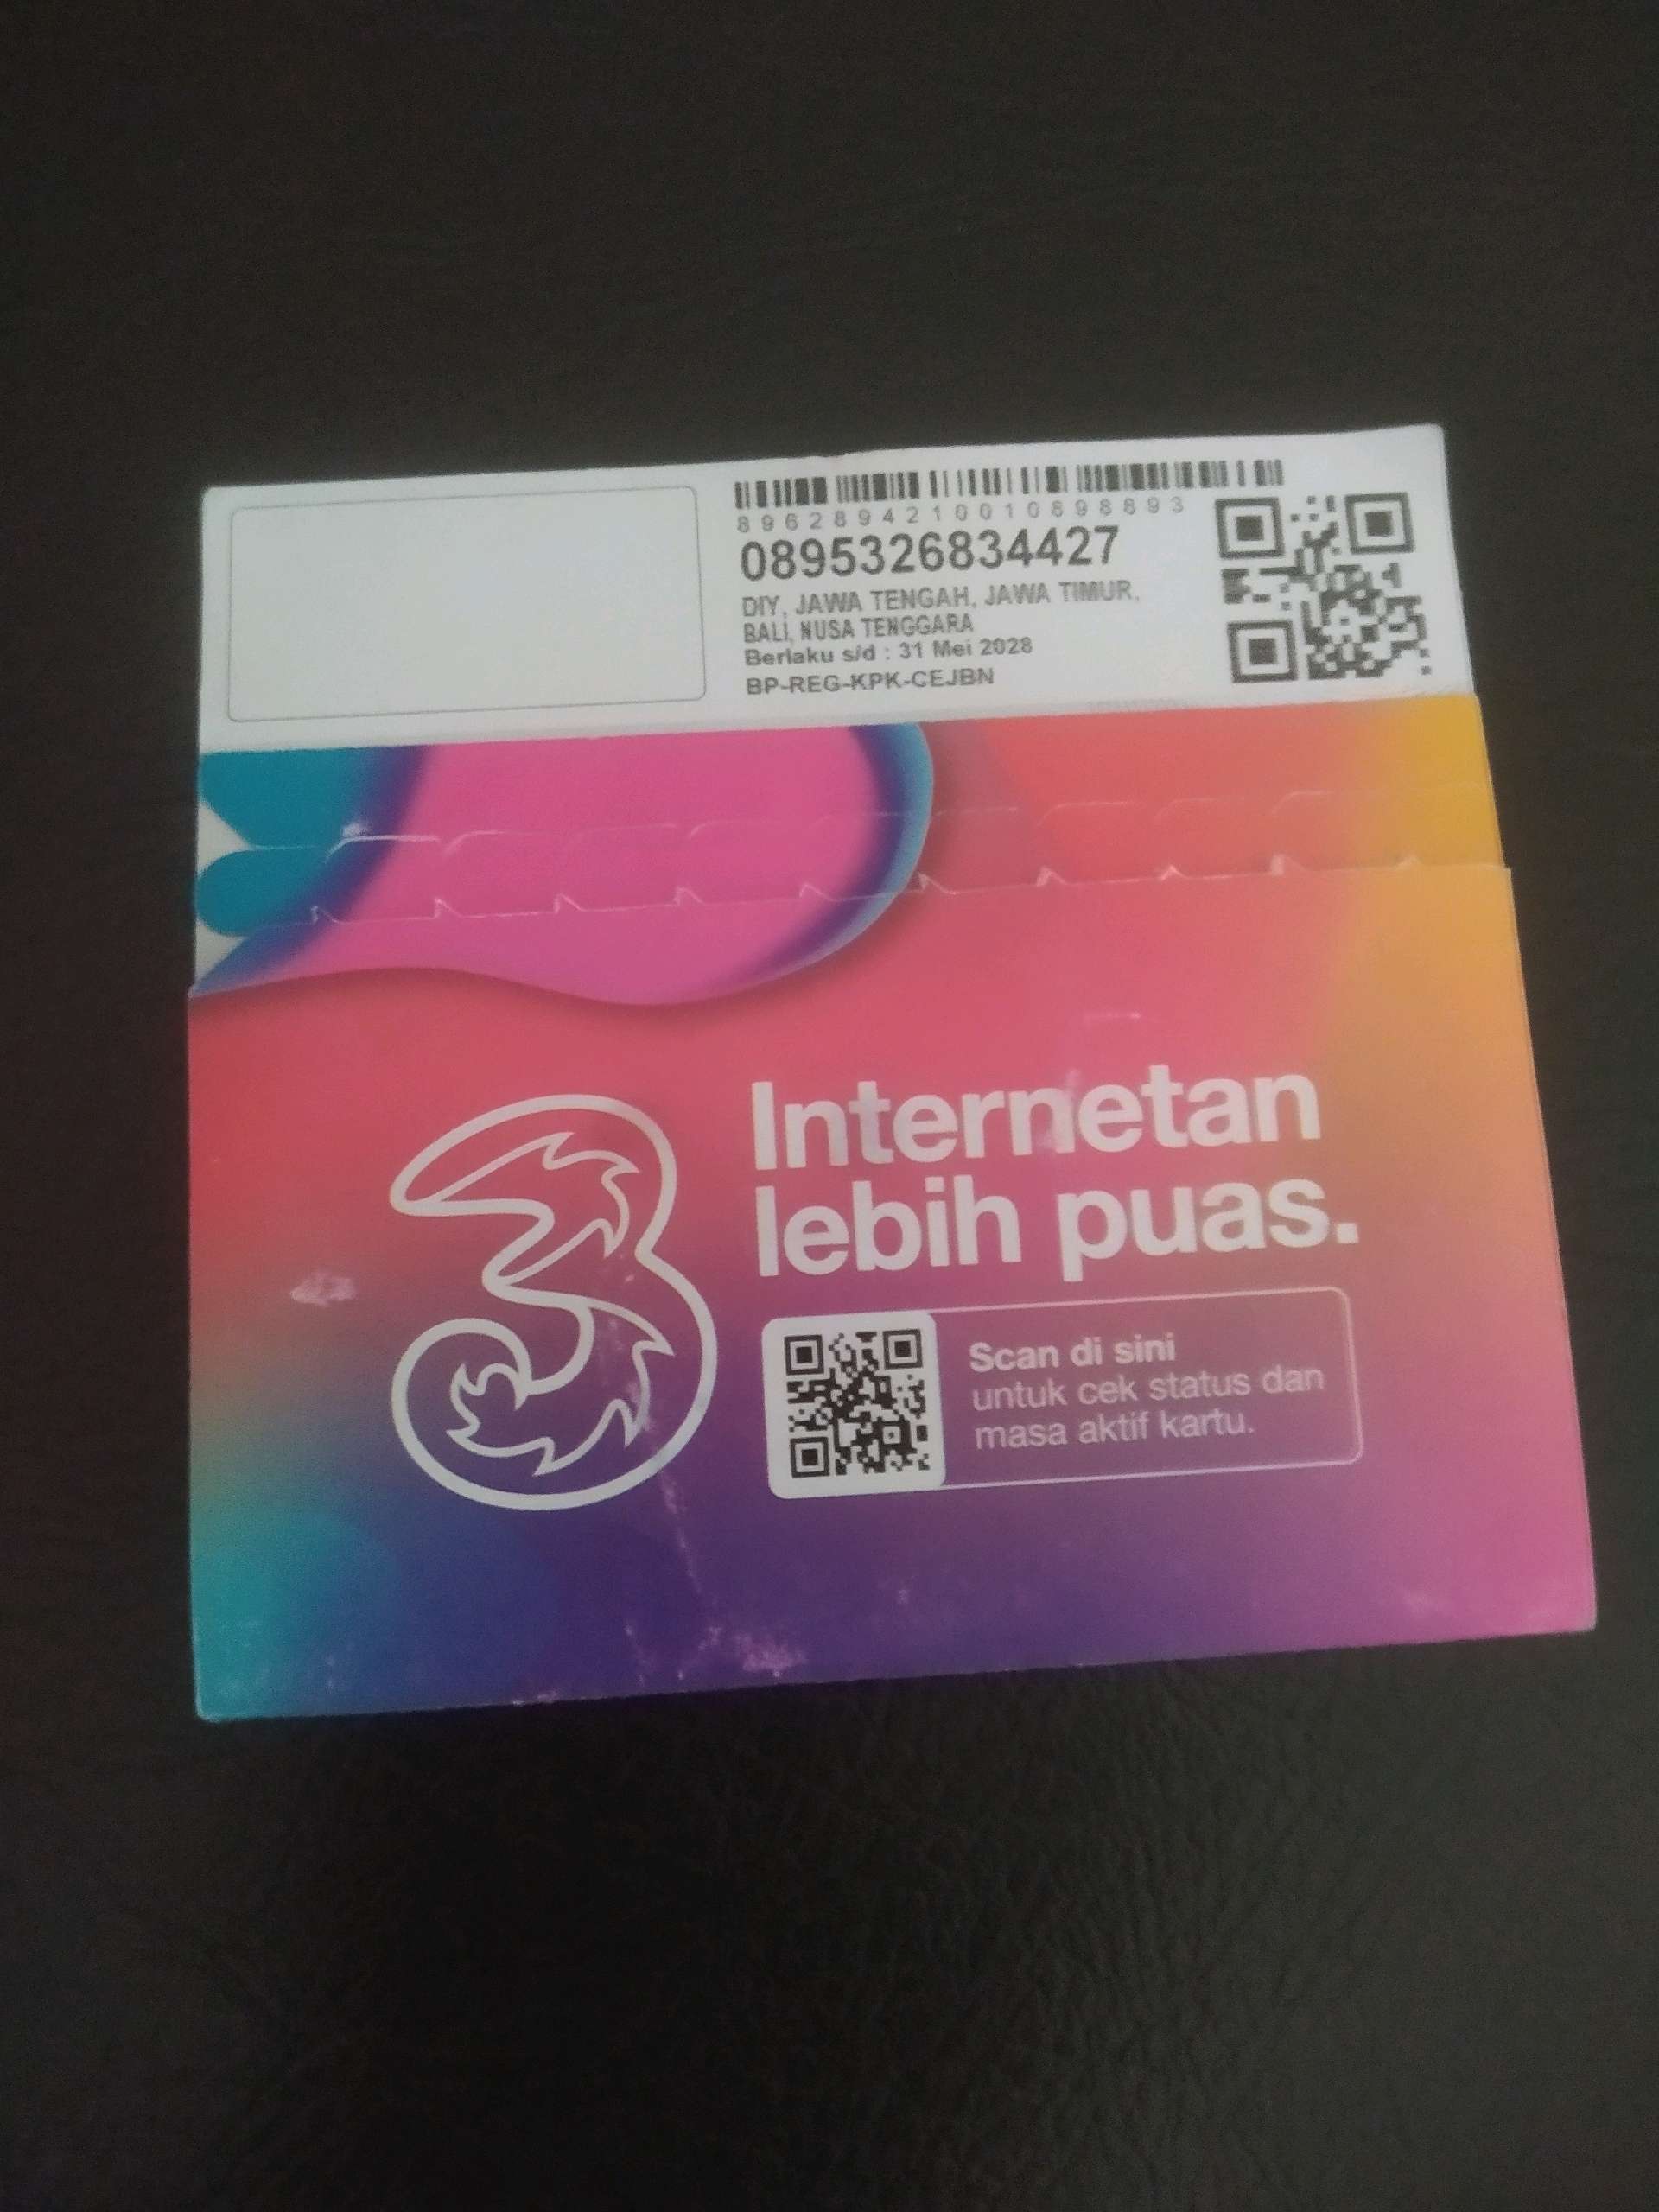 8962894210010898893
0895326834427
DIY, JAWA TENGAH, JAWA TIMUR,
BALI, NUSA TENGGARA
Berlaku s/d : 31 Mei 2028
BP-REG-KPK-CEJBN
3
Internetan
lebih puas.
Scan di sini
untuk cek status dan
masa aktif kartu.